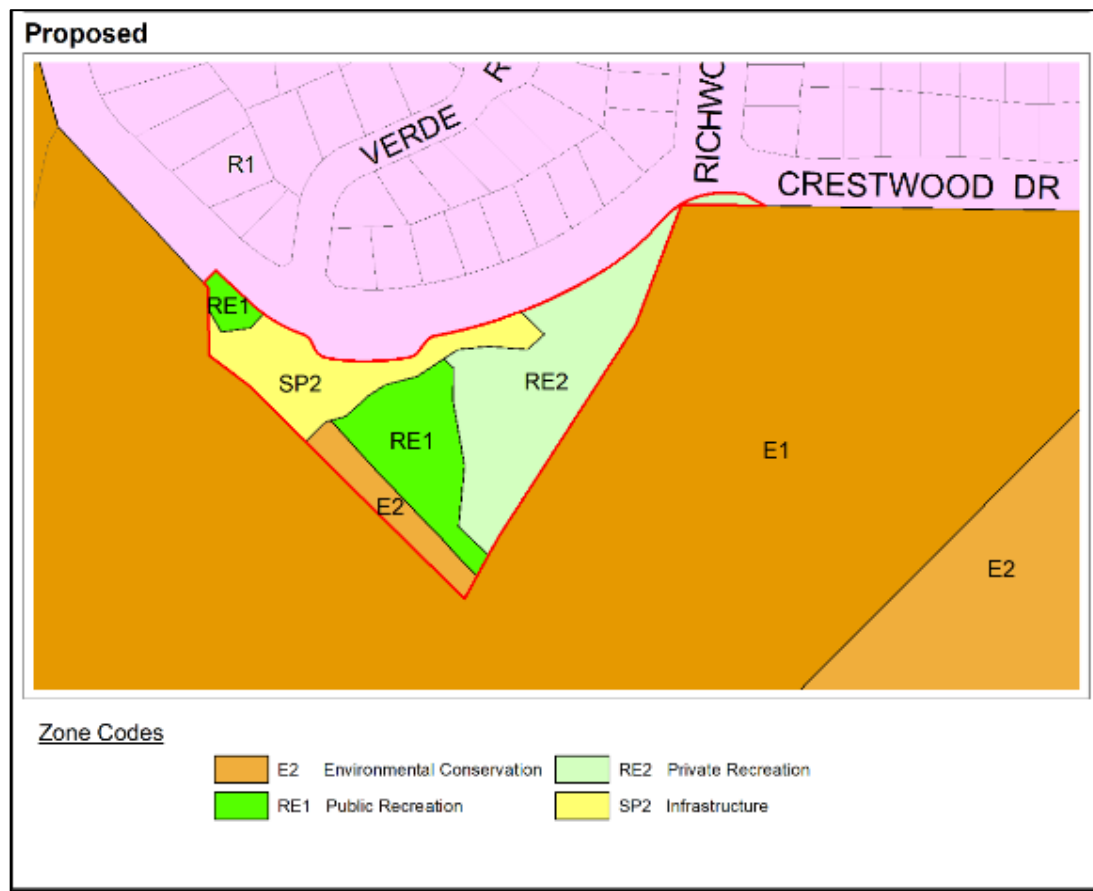 Proposed
R
VERDE
RICHWO
R1
CRESTWOOD DR
RE1
SP2
RE2
RE1
E1
E2
E2
Zone Codes
E2 Environmental Conservation RE2 Private Recreation
RE1 Public Recreation SP2 Infrastructure